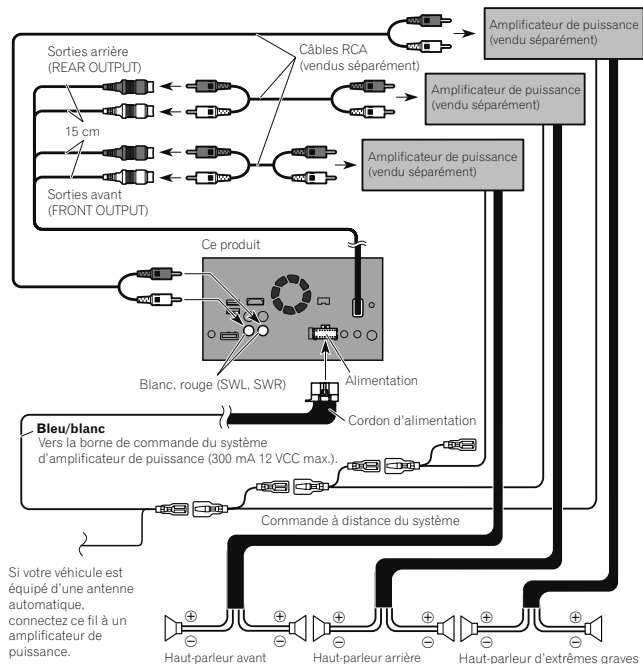 Amplificateur de puissance
(vendu séparément)
Sorties arrière
(REAR OUTPUT)
Câbles RCA
(vendus séparément)
Amplificateur de puissance
(vendu séparément)
15 cm
Amplificateur de puissance
(vendu séparément)
Sorties avant
(FRONT OUTPUT)
Ce produit
Blanc, rouge (SWL, SWR)
Alimentation
Cordon d'alimentation
Bleu/blanc
Vers la borne de commande du système
d'amplificateur de puissance (300 mA 12 VCC max.).
Commande à distance du système
Si votre véhicule est
équipé d'une antenne
automatique,
connectez ce fil à un
amplificateur de
puissance.
⊕ ⊕ ⊕ ⊕ ⊕ ⊕
⊖ ⊖ ⊖ ⊖ ⊖ ⊖
Haut-parleur avant
Haut-parleur arrière
Haut-parleur d'extrêmes graves